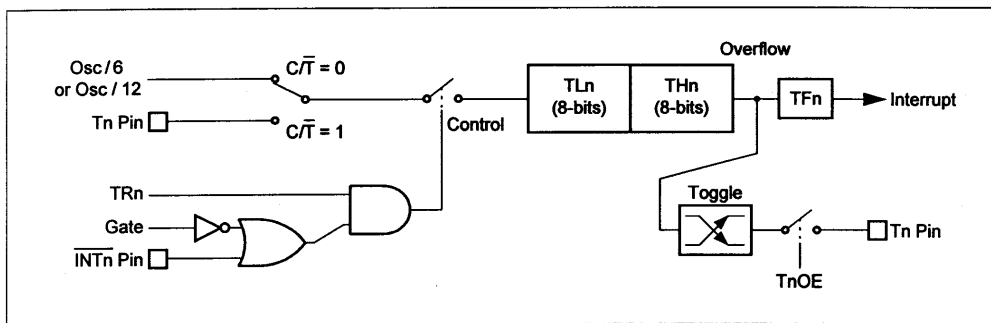 Overflow
Osc / 6
or Osc / 12
C/T̅ = 0
TLn
(8-bits)
THn
(8-bits)
TFn
Interrupt
Tn Pin
C/T̅ = 1
Control
TRn
Gate
I̅N̅T̅n̅ Pin
Toggle
Tn Pin
TnOE